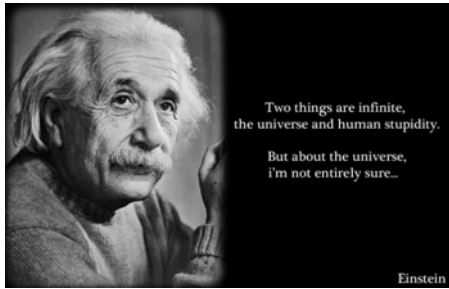 Two things are infinite,
the universe and human stupidity.
But about the universe,
i'm not entirely sure...
Einstein